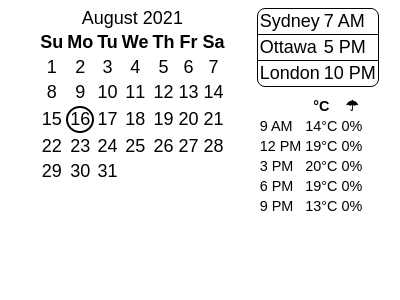 August 2021
Su Mo Tu We Th Fr Sa
1 2 3 4 5 6 7
8 9 10 11 12 13 14
15 16 17 18 19 20 21
22 23 24 25 26 27 28
29 30 31
Sydney 7 AM
Ottawa 5 PM
London 10 PM
°C ☂
9 AM 14°C 0%
12 PM 19°C 0%
3 PM 20°C 0%
6 PM 19°C 0%
9 PM 13°C 0%